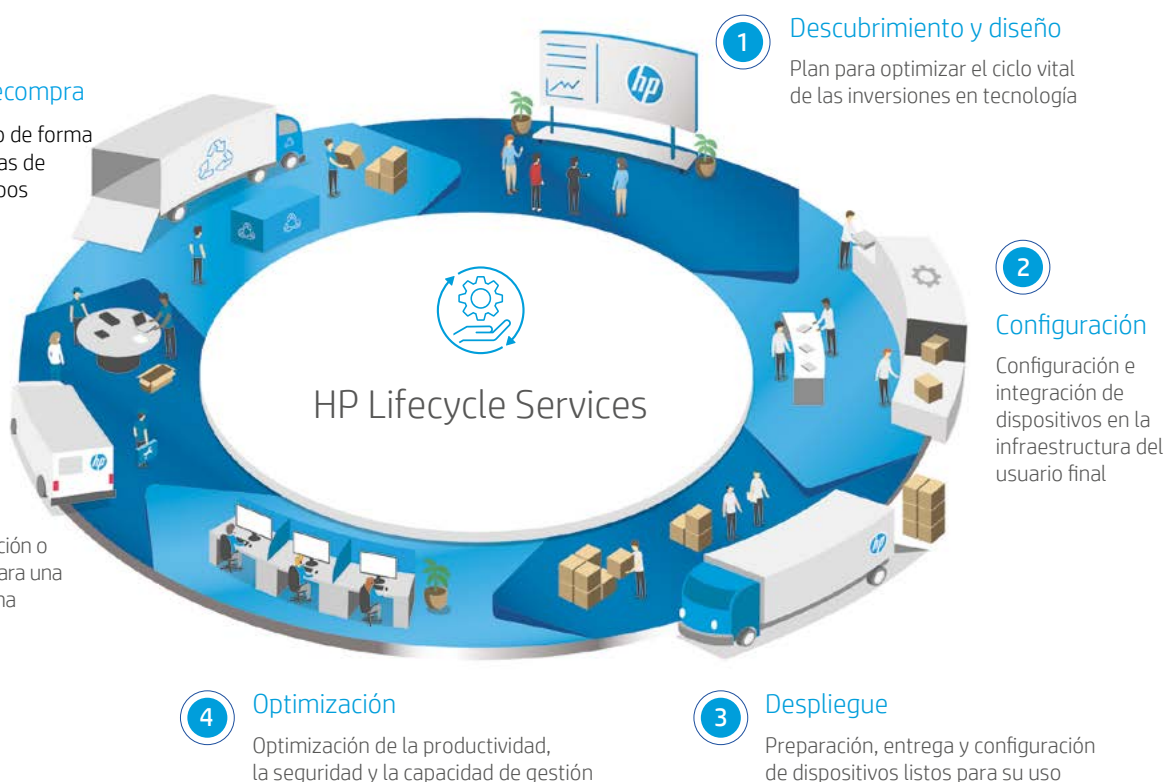 1
Descubrimiento y diseño
Plan para optimizar el ciclo vital
de las inversiones en tecnología
hp
2
Configuración
Configuración e
integración de
dispositivos en la
infraestructura del
usuario final
hp
3
Despliegue
Preparación, entrega y configuración
de dispositivos listos para su uso
4
Optimización
Optimización de la productividad,
la seguridad y la capacidad de gestión
ción o
ara una
na
hp
ecompra
o de forma
as de
pos
HP Lifecycle Services